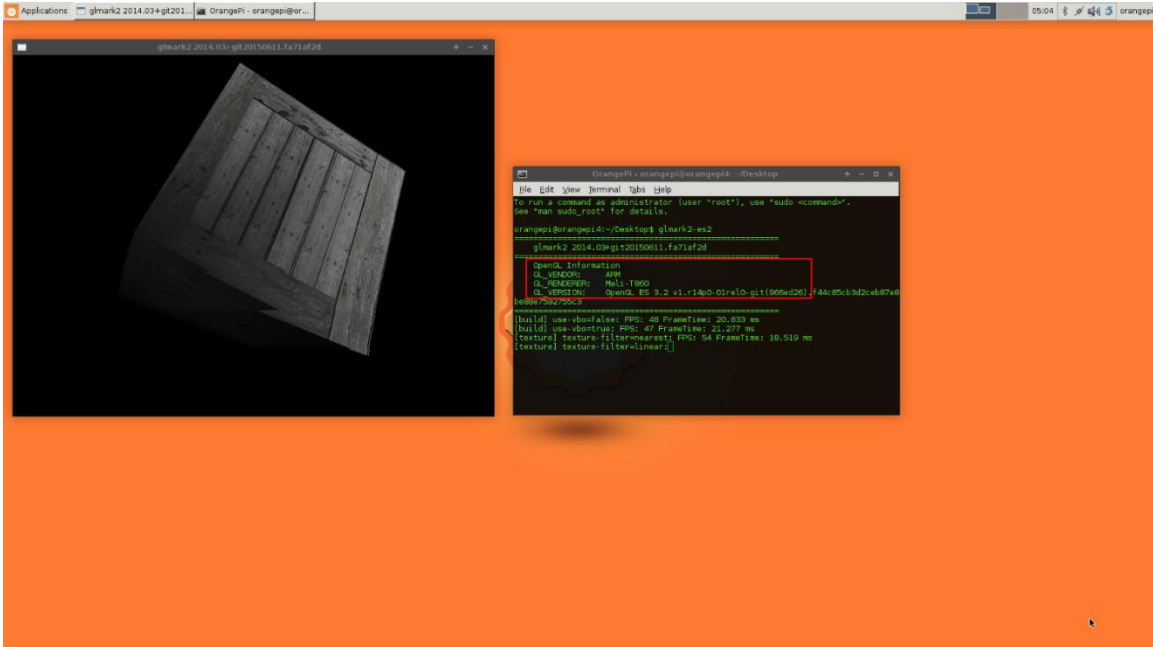 Applications glmark2 2014.03+git201... OrangePi - orangepi@or... 05:04 orangepi
glmark2 2014.03+git20150611.fa71af2d
OrangePi - orangepi@orangepi4: ~/Desktop
File Edit View Terminal Tabs Help
To run a command as administrator (user "root"), use "sudo <command>".
See "man sudo_root" for details.
orangepi@orangepi4:~/Desktop$ glmark2-es2
=======================================================
glmark2 2014.03+git20150611.fa71af2d
=======================================================
OpenGL Information
GL_VENDOR: ARM
GL_RENDERER: Mali-T860
GL_VERSION: OpenGL ES 3.2 v1.r14p0-01rel0-git(966ed26).f44c85cb3d2ceb87e8
be88e7592755c3
=======================================================
[build] use-vbo=false: FPS: 48 FrameTime: 20.833 ms
[build] use-vbo=true: FPS: 47 FrameTime: 21.277 ms
[texture] texture-filter=nearest: FPS: 54 FrameTime: 18.519 ms
[texture] texture-filter=linear: